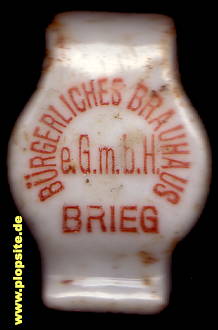 BÜRGERLICHES BRAUHAUS
e.G.m.b.H.
BRIEG
www.plopsite.de